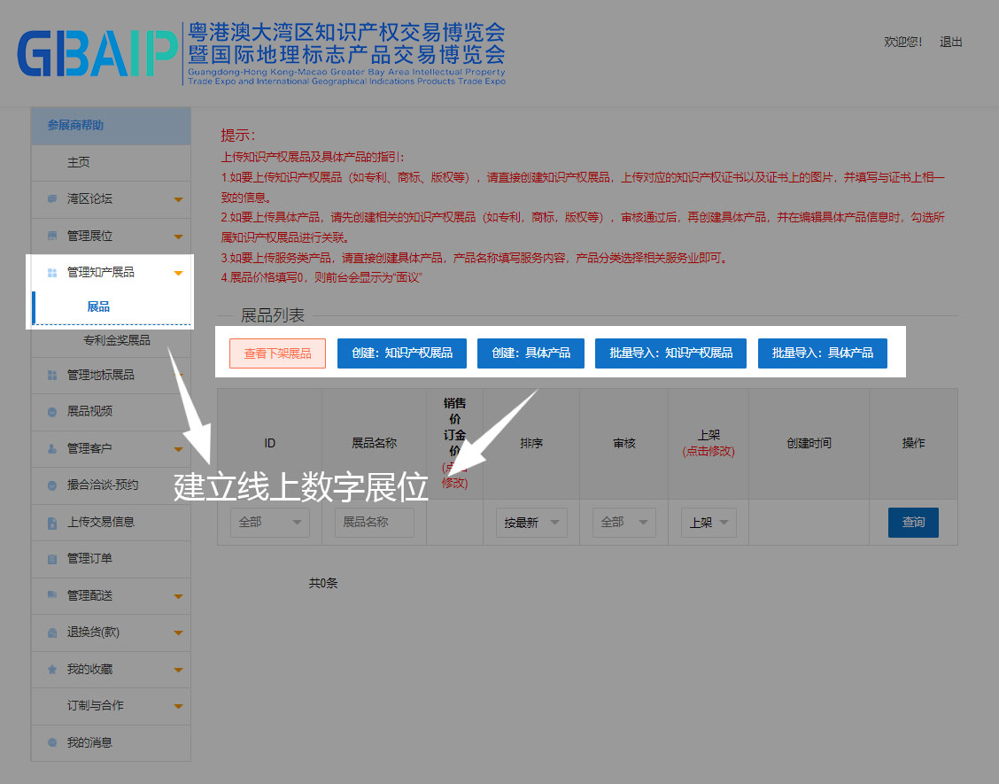 GBAIP
粤港澳大湾区知识产权交易博览会
暨国际地理标志产品交易博览会
Guangdong-Hong Kong-Macao Greater Bay Area Intellectual Property
Trade Expo and International Geographical Indications Products Trade Expo
欢迎您! 退出
参展商帮助
主页
湾区论坛
管理展位
管理知产展品
展品
专利金奖展品
管理地标展品
展品视频
管理客户
撮合洽谈-预约
上传交易信息
管理订单
管理配送
退换货(款)
我的收藏
订制与合作
我的消息
提示：
上传知识产权展品及具体产品的指引：
1.如要上传知识产权展品（如专利、商标、版权等），请直接创建知识产权展品，上传对应的知识产权证书以及证书上的图片，并填写与证书上相一
致的信息。
2.如要上传具体产品，请先创建相关的知识产权展品（如专利，商标，版权等），审核通过后，再创建具体产品，并在编辑具体产品信息时，勾选所
属知识产权展品进行关联。
3.如要上传服务类产品，请直接创建具体产品，产品名称填写服务内容，产品分类选择相关服务业即可。
4.展品价格填写0，则前台会显示为“面议”
展品列表
查看下架展品 创建：知识产权展品 创建：具体产品 批量导入：知识产权展品 批量导入：具体产品
ID 展品名称
销售
价
订金
价
(点击
修改)
排序 审核
上架
(点击修改)
创建时间 操作
建立线上数字展位
全部 展品名称 按最新 全部 上架 查询
共0条